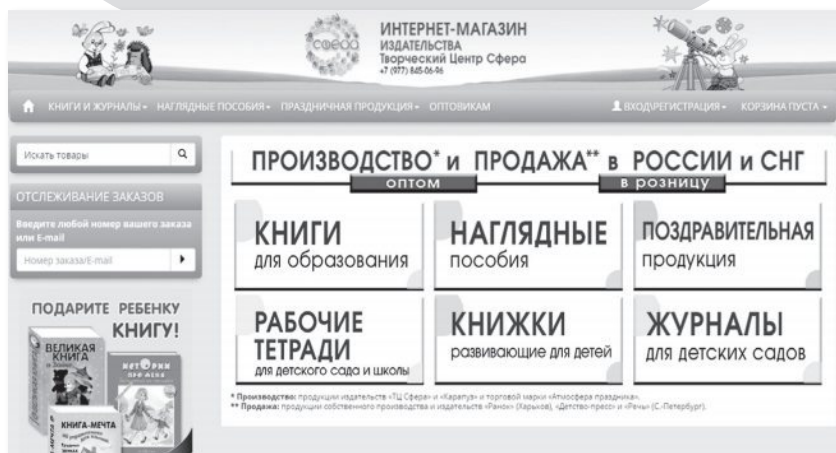 сфера
ИНТЕРНЕТ-МАГАЗИН
ИЗДАТЕЛЬСТВА
Творческий Центр Сфера
+7 (977) 845-06-96
КНИГИ И ЖУРНАЛЫ НАГЛЯДНЫЕ ПОСОБИЯ ПРАЗДНИЧНАЯ ПРОДУКЦИЯ ОПТОВИКАМ ВХОД\РЕГИСТРАЦИЯ КОРЗИНА ПУСТА
Искать товары
ОТСЛЕЖИВАНИЕ ЗАКАЗОВ
Введите любой номер вашего заказа
или E-mail
Номер заказа/E-mail
ПОДАРИТЕ РЕБЕНКУ
КНИГУ!
ВЕЛИКАЯ
КНИГА
ИСТОРИИ
ПРО МЕНЯ
КНИГА-МЕЧТА
ПРОИЗВОДСТВО* и ПРОДАЖА** в РОССИИ и СНГ
оптом в розницу
КНИГИ
для образования
НАГЛЯДНЫЕ
пособия
ПОЗДРАВИТЕЛЬНАЯ
продукция
РАБОЧИЕ
ТЕТРАДИ
для детского сада и школы
КНИЖКИ
развивающие для детей
ЖУРНАЛЫ
для детских садов
* Производство: продукции издательств «ТЦ Сфера» и «Карапуз» и торговой марки «Атмосфера праздника».
** Продажа: продукции собственного производства и издательств «Ранок» (Харьков), «Детство-пресс» и «Речь» (С.-Петербург).